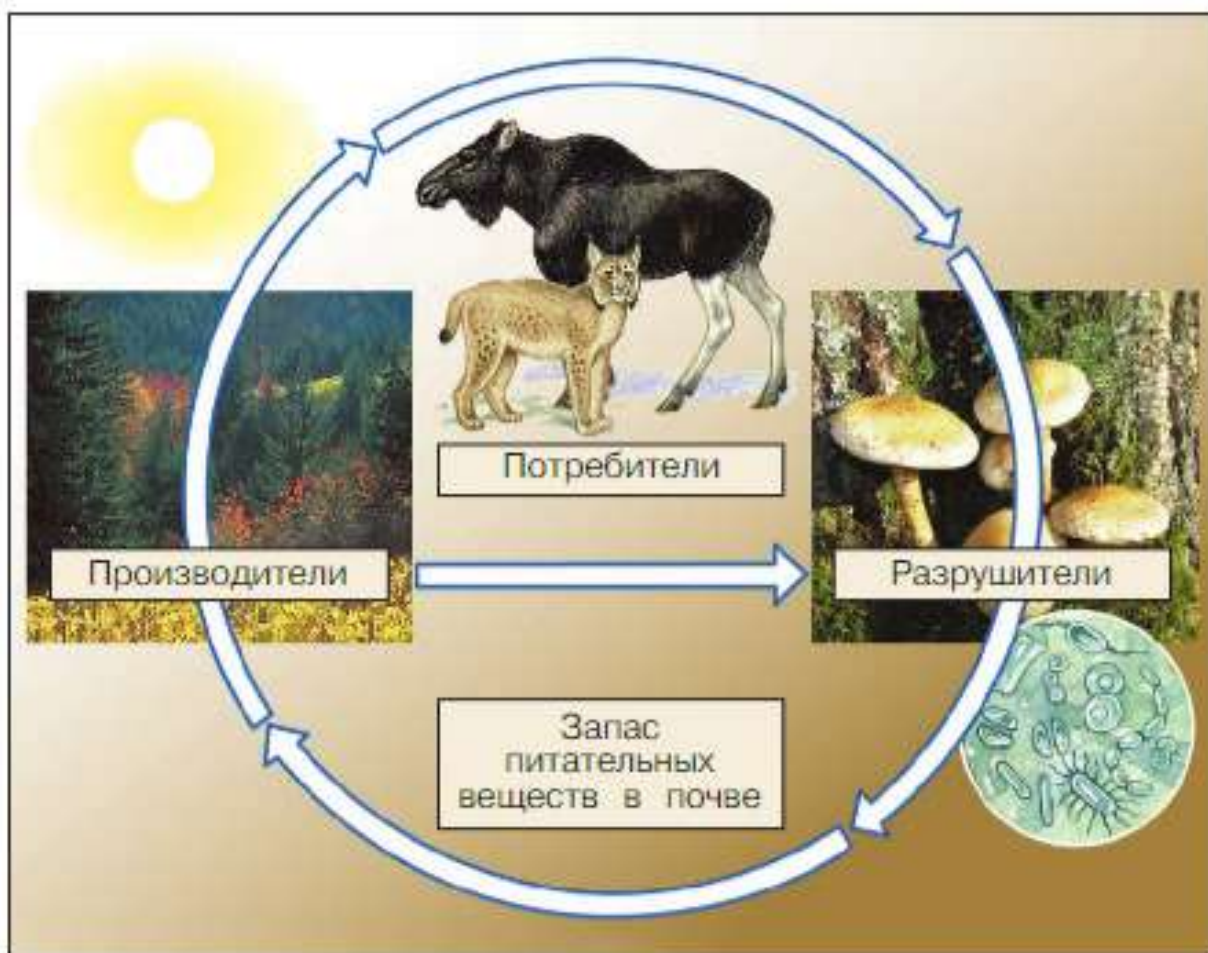 Потребители
Производители
Разрушители
Запас
питательных
веществ в почве